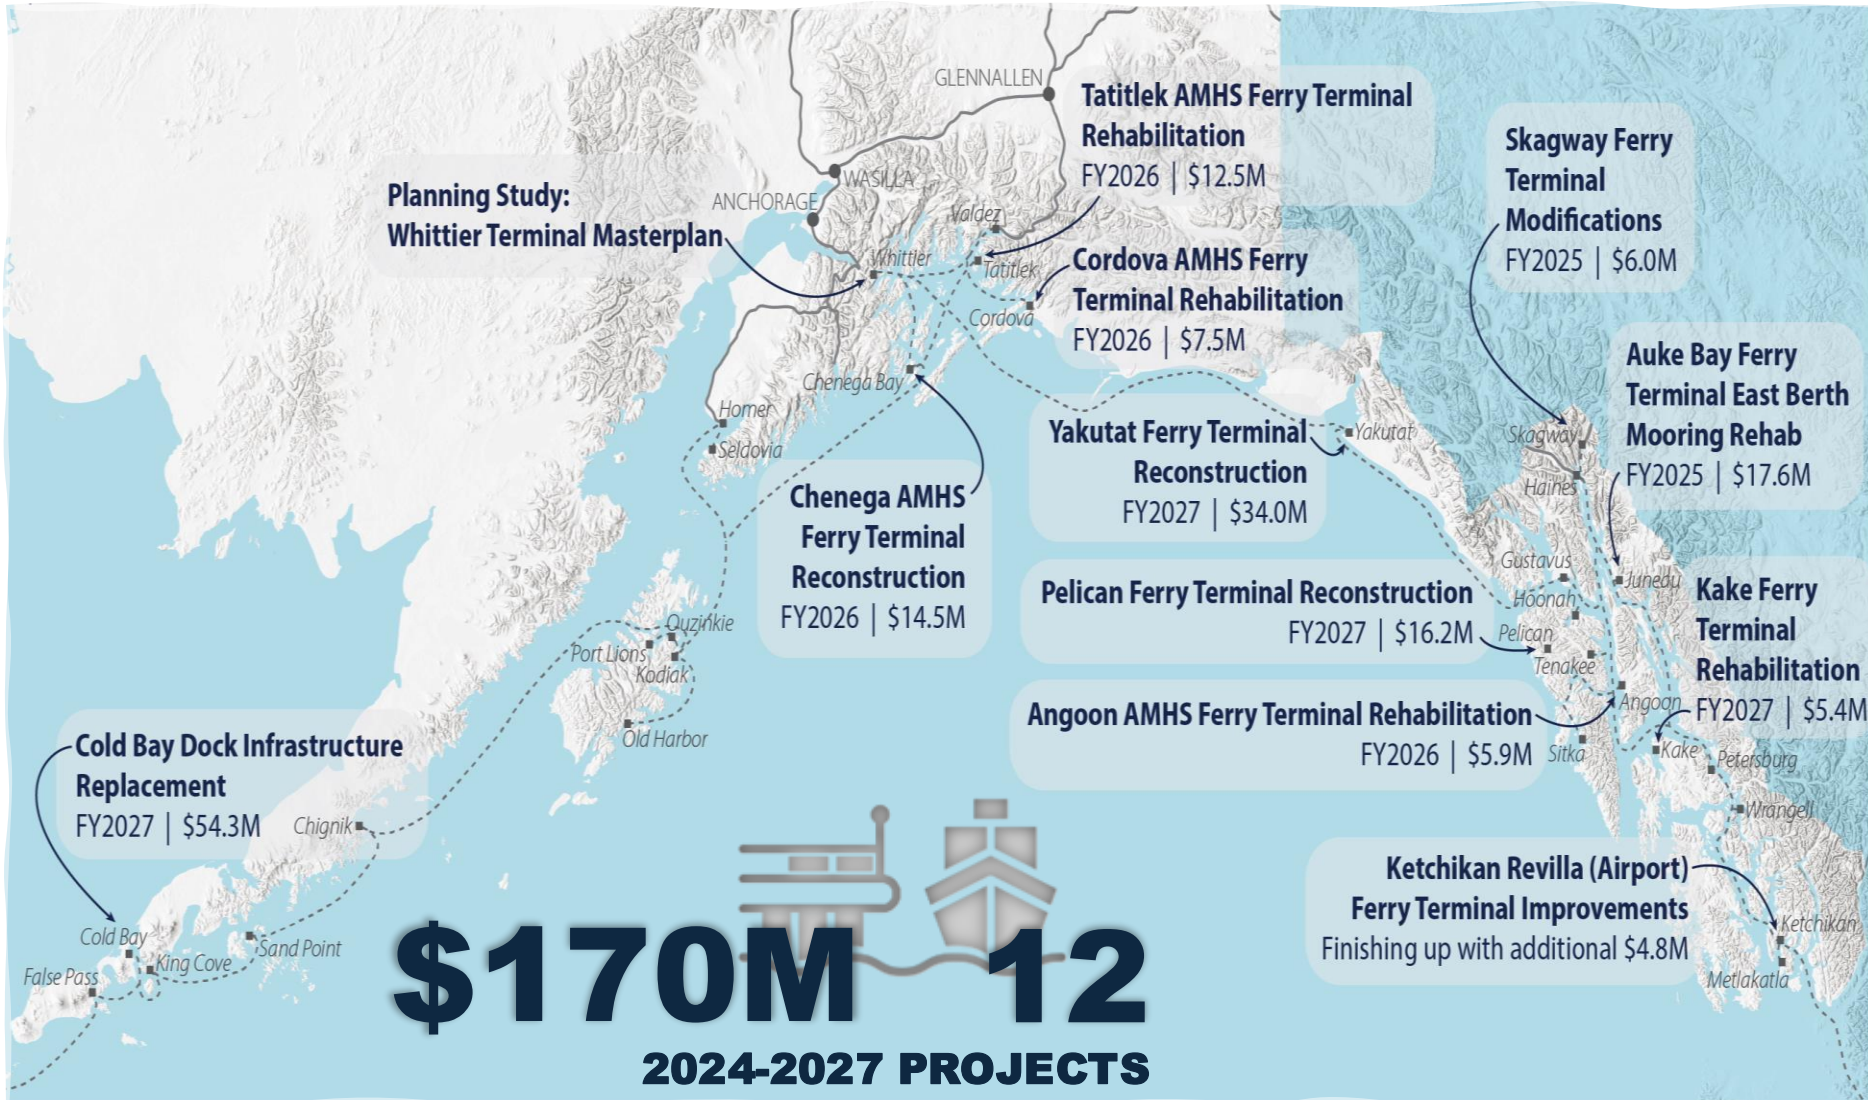 GLENNALLEN
WASILLA
ANCHORAGE
Valdez
Whittier
Tatitlek
Cordova
Chenega Bay
Homer
Seldovia
Yakutat
Skagway
Haines
Gustavus
Juneau
Hoonah
Pelican
Tenakee
Angoon
Sitka
Kake
Petersburg
Wrangell
Ketchikan
Metlakatla
Ouzinkie
Port Lions
Kodiak
Old Harbor
Chignik
Sand Point
Cold Bay
King Cove
False Pass
Planning Study:
Whittier Terminal Masterplan
Tatitlek AMHS Ferry Terminal
Rehabilitation
FY2026 | $12.5M
Cordova AMHS Ferry
Terminal Rehabilitation
FY2026 | $7.5M
Skagway Ferry
Terminal
Modifications
FY2025 | $6.0M
Auke Bay Ferry
Terminal East Berth
Mooring Rehab
FY2025 | $17.6M
Yakutat Ferry Terminal
Reconstruction
FY2027 | $34.0M
Chenega AMHS
Ferry Terminal
Reconstruction
FY2026 | $14.5M
Pelican Ferry Terminal Reconstruction
FY2027 | $16.2M
Kake Ferry
Terminal
Rehabilitation
FY2027 | $5.4M
Angoon AMHS Ferry Terminal Rehabilitation
FY2026 | $5.9M
Cold Bay Dock Infrastructure
Replacement
FY2027 | $54.3M
Ketchikan Revilla (Airport)
Ferry Terminal Improvements
Finishing up with additional $4.8M
$170M 12
2024-2027 PROJECTS